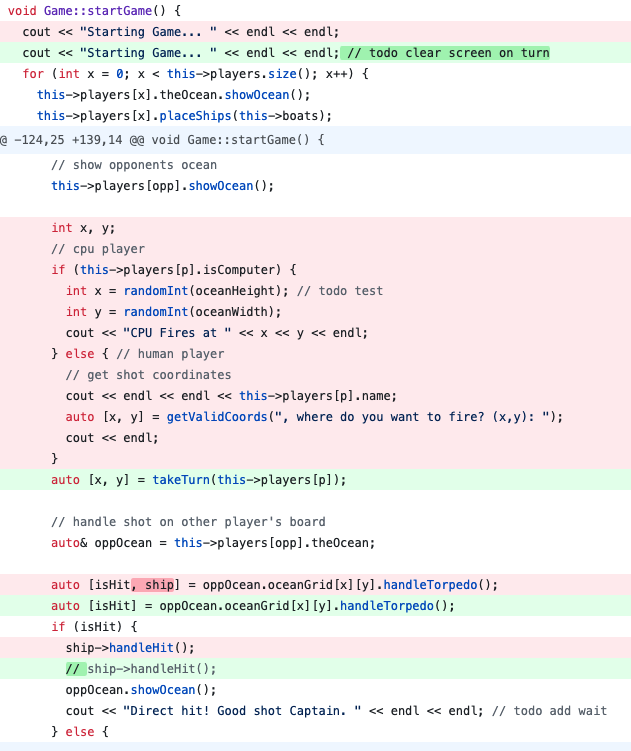 void Game::startGame() {
cout << "Starting Game... " << endl << endl;
cout << "Starting Game... " << endl << endl; // todo clear screen on turn
for (int x = 0; x < this->players.size(); x++) {
this->players[x].theOcean.showOcean();
this->players[x].placeShips(this->boats);
@ -124,25 +139,14 @@ void Game::startGame() {
// show opponents ocean
this->players[opp].showOcean();
int x, y;
// cpu player
if (this->players[p].isComputer) {
int x = randomInt(oceanHeight); // todo test
int y = randomInt(oceanWidth);
cout << "CPU Fires at " << x << y << endl;
} else { // human player
// get shot coordinates
cout << endl << endl << this->players[p].name;
auto [x, y] = getValidCoords(", where do you want to fire? (x,y): ");
cout << endl;
}
auto [x, y] = takeTurn(this->players[p]);
// handle shot on other player's board
auto& oppOcean = this->players[opp].theOcean;
auto [isHit, ship] = oppOcean.oceanGrid[x][y].handleTorpedo();
auto [isHit] = oppOcean.oceanGrid[x][y].handleTorpedo();
if (isHit) {
ship->handleHit();
// ship->handleHit();
oppOcean.showOcean();
cout << "Direct hit! Good shot Captain. " << endl << endl; // todo add wait
} else {